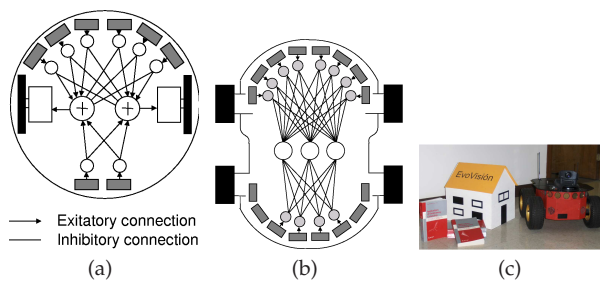 EvoVisión
Exitatory connection
Inhibitory connection
(a)
(b)
(c)